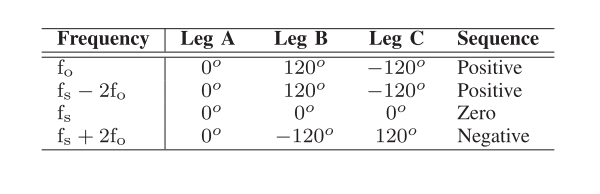 Frequency Leg A Leg B Leg C Sequence
fₒ 0ᵒ 120ᵒ −120ᵒ Positive
fₛ − 2fₒ 0ᵒ 120ᵒ −120ᵒ Positive
fₛ 0ᵒ 0ᵒ 0ᵒ Zero
fₛ + 2fₒ 0ᵒ −120ᵒ 120ᵒ Negative